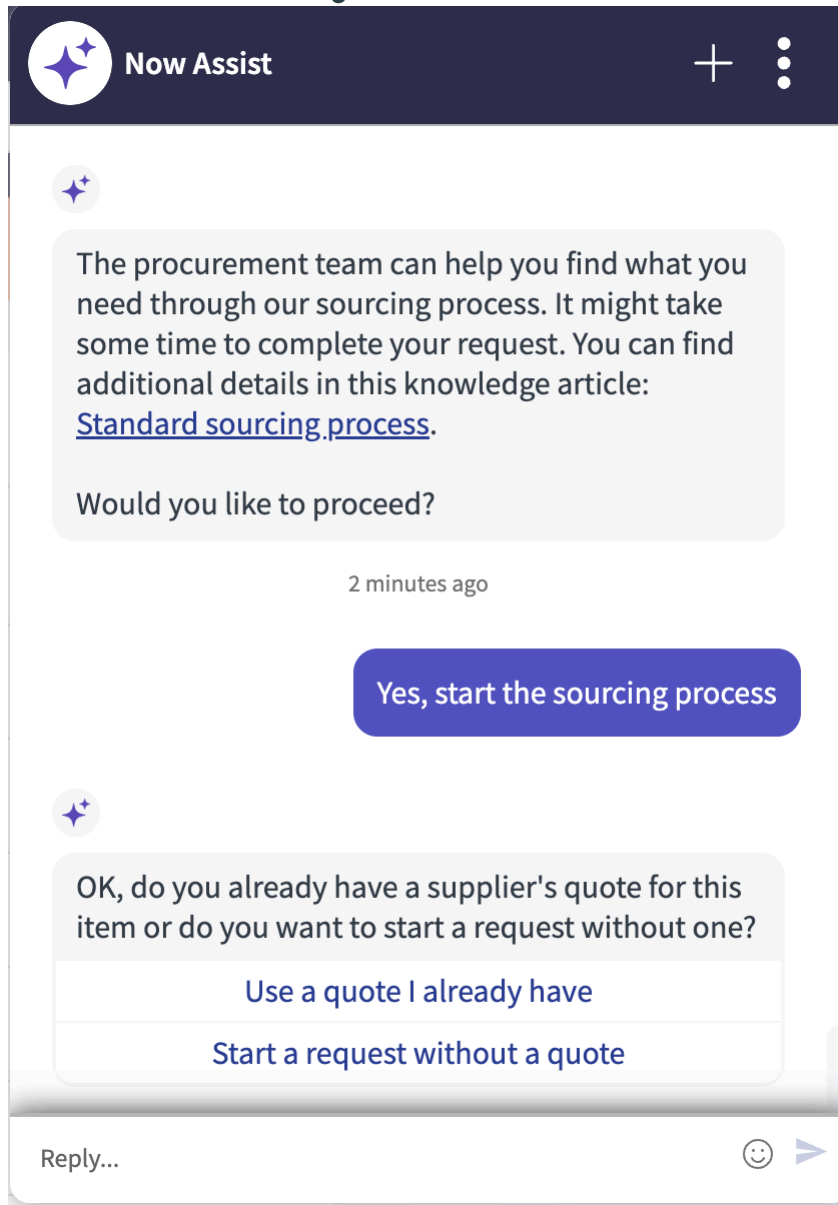 Now Assist
The procurement team can help you find what you
need through our sourcing process. It might take
some time to complete your request. You can find
additional details in this knowledge article:
Standard sourcing process.
Would you like to proceed?
2 minutes ago
Yes, start the sourcing process
OK, do you already have a supplier's quote for this
item or do you want to start a request without one?
Use a quote I already have
Start a request without a quote
Reply...